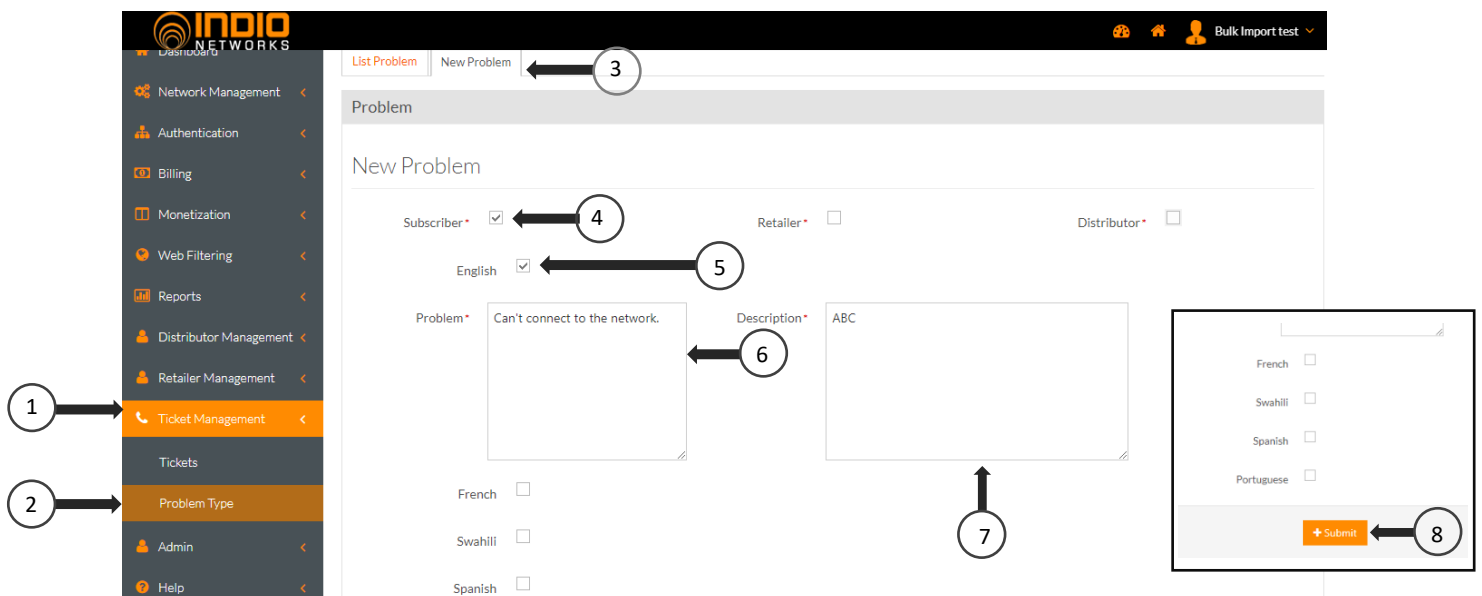 INDIO
NETWORKS
Bulk Import test
Dashboard
Network Management
Authentication
Billing
Monetization
Web Filtering
Reports
Distributor Management
Retailer Management
1
Ticket Management
Tickets
2
Problem Type
Admin
Help
List Problem
New Problem
3
Problem
New Problem
Subscriber*
4
Retailer*
Distributor*
English
5
Problem*
Can't connect to the network.
6
Description*
ABC
7
French
Swahili
Spanish
French
Swahili
Spanish
Portuguese
+ Submit
8